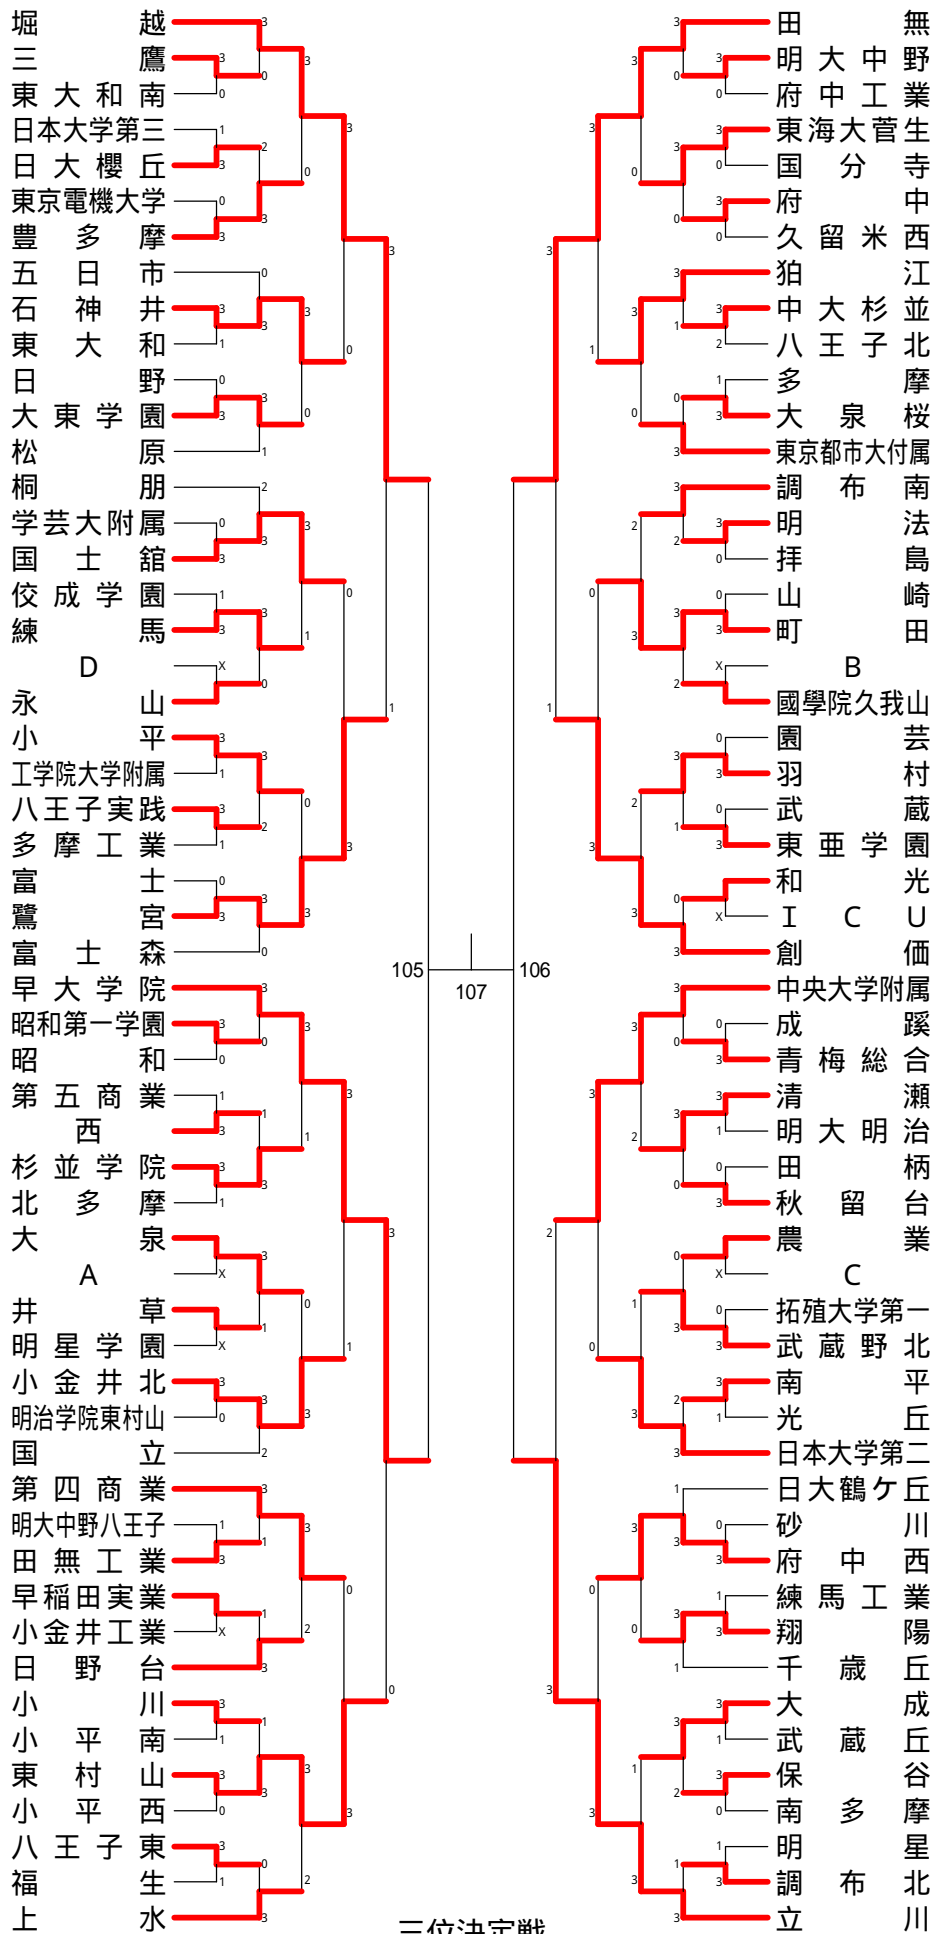 堀越
三鷹
東大和南
日本大学第三
日大櫻丘
東京電機大学
豊多摩
五日市
石神井
東大和
日野
大東学園
松原
桐朋
学芸大附属
国士舘
佼成学園
練馬
D
永山
小平
工学院大学附属
八王子実践
多摩工業
富士
鷺宮
富士森
早大学院
昭和第一学園
昭和
第五商業
西
杉並学院
北多摩
大泉
A
井草
明星学園
小金井北
明治学院東村山
国立
第四商業
明大中野八王子
田無工業
早稲田実業
小金井工業
日野台
小川
小平南
東村山
小平西
八王子東
福生
上水
105
107
106
三位決定戦
田無
明大中野
府中工業
東海大菅生
国分寺
府中
久留米西
狛江
中大杉並
八王子北
多摩
大泉桜
東京都市大付属
調布南
明法
拝島
山崎
町田
B
國學院久我山
園芸
羽村
武蔵
東亜学園
和光
ICU
創価
中央大学附属
成蹊
青梅総合
清瀬
明大明治
田柄
秋留台
農業
C
拓殖大学第一
武蔵野北
南平
光丘
日本大学第二
日大鶴ケ丘
砂川
府中西
練馬工業
翔陽
千歳丘
大成
武蔵丘
保谷
南多摩
明星
調布北
立川